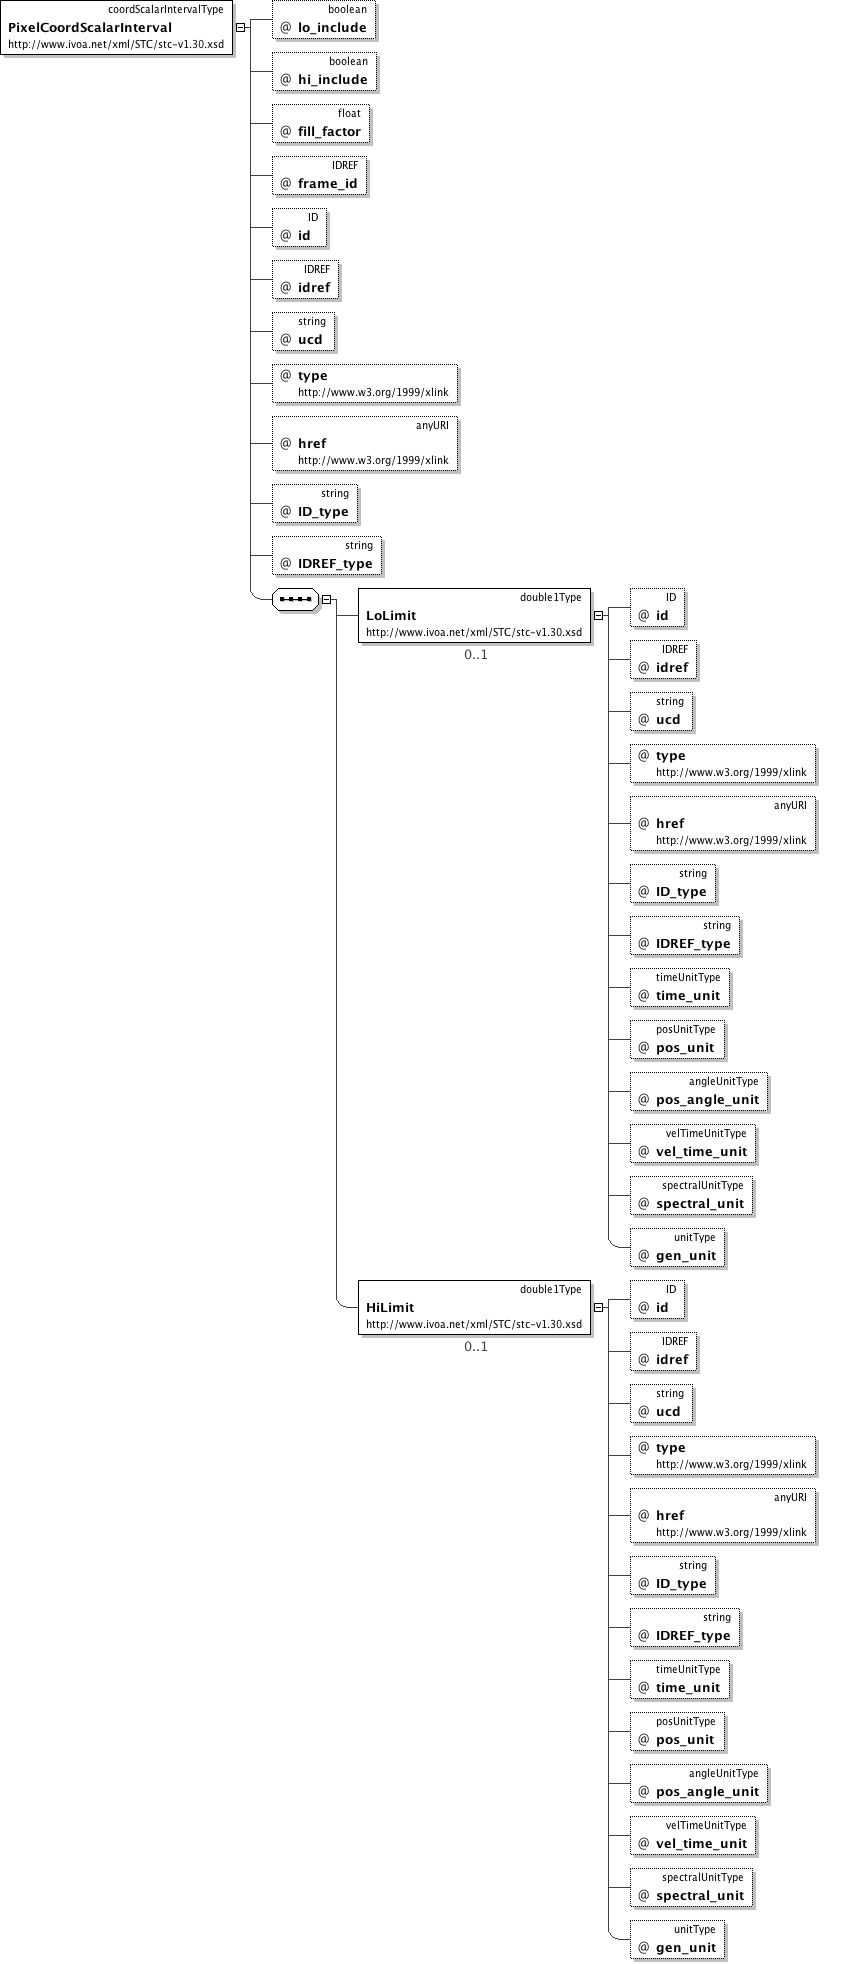 coordScalarIntervalType
PixelCoordScalarInterval
http://www.ivoa.net/xml/STC/stc-v1.30.xsd
boolean
@ lo_include
boolean
@ hi_include
float
@ fill_factor
IDREF
@ frame_id
ID
@ id
IDREF
@ idref
string
@ ucd
@ type
http://www.w3.org/1999/xlink
anyURI
@ href
http://www.w3.org/1999/xlink
string
@ ID_type
string
@ IDREF_type
double1Type
LoLimit
http://www.ivoa.net/xml/STC/stc-v1.30.xsd
0..1
ID
@ id
IDREF
@ idref
string
@ ucd
@ type
http://www.w3.org/1999/xlink
anyURI
@ href
http://www.w3.org/1999/xlink
string
@ ID_type
string
@ IDREF_type
timeUnitType
@ time_unit
posUnitType
@ pos_unit
angleUnitType
@ pos_angle_unit
velTimeUnitType
@ vel_time_unit
spectralUnitType
@ spectral_unit
unitType
@ gen_unit
double1Type
HiLimit
http://www.ivoa.net/xml/STC/stc-v1.30.xsd
0..1
ID
@ id
IDREF
@ idref
string
@ ucd
@ type
http://www.w3.org/1999/xlink
anyURI
@ href
http://www.w3.org/1999/xlink
string
@ ID_type
string
@ IDREF_type
timeUnitType
@ time_unit
posUnitType
@ pos_unit
angleUnitType
@ pos_angle_unit
velTimeUnitType
@ vel_time_unit
spectralUnitType
@ spectral_unit
unitType
@ gen_unit